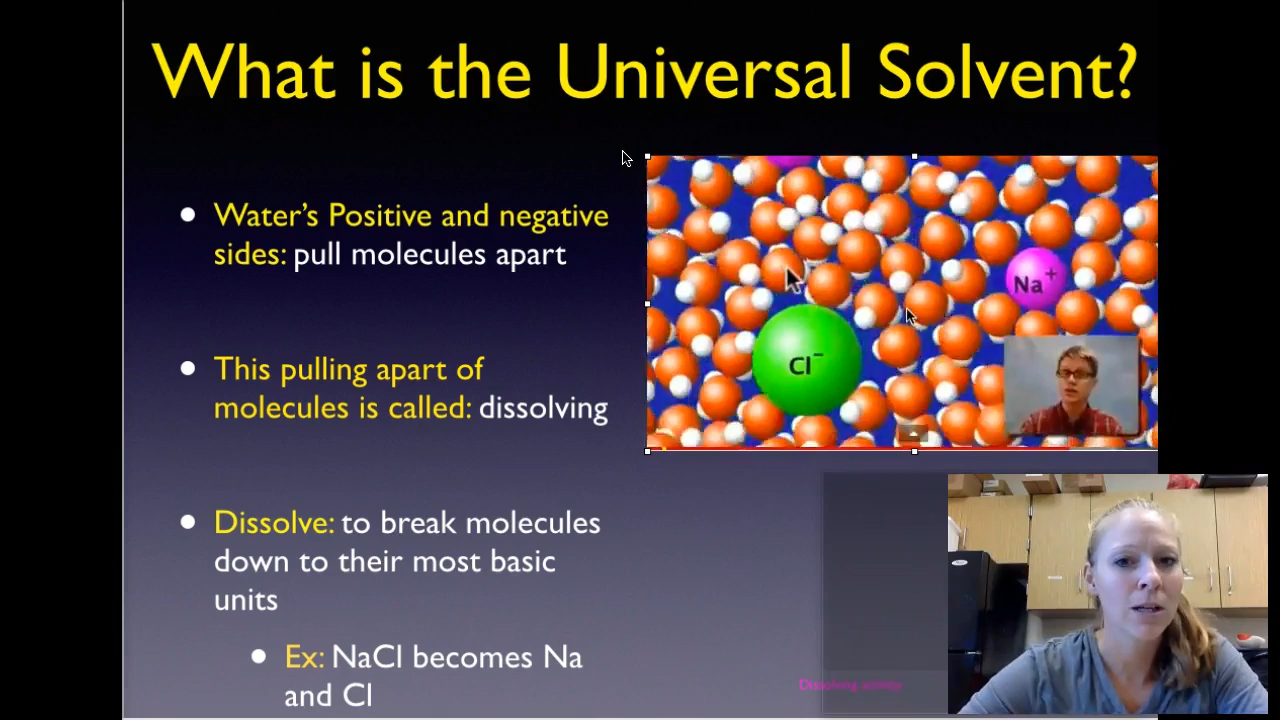 What is the Universal Solvent?
Water's Positive and negative
sides: pull molecules apart
This pulling apart of
molecules is called: dissolving
Dissolve: to break molecules
down to their most basic
units
Ex: NaCl becomes Na
and Cl
Na+
Cl−